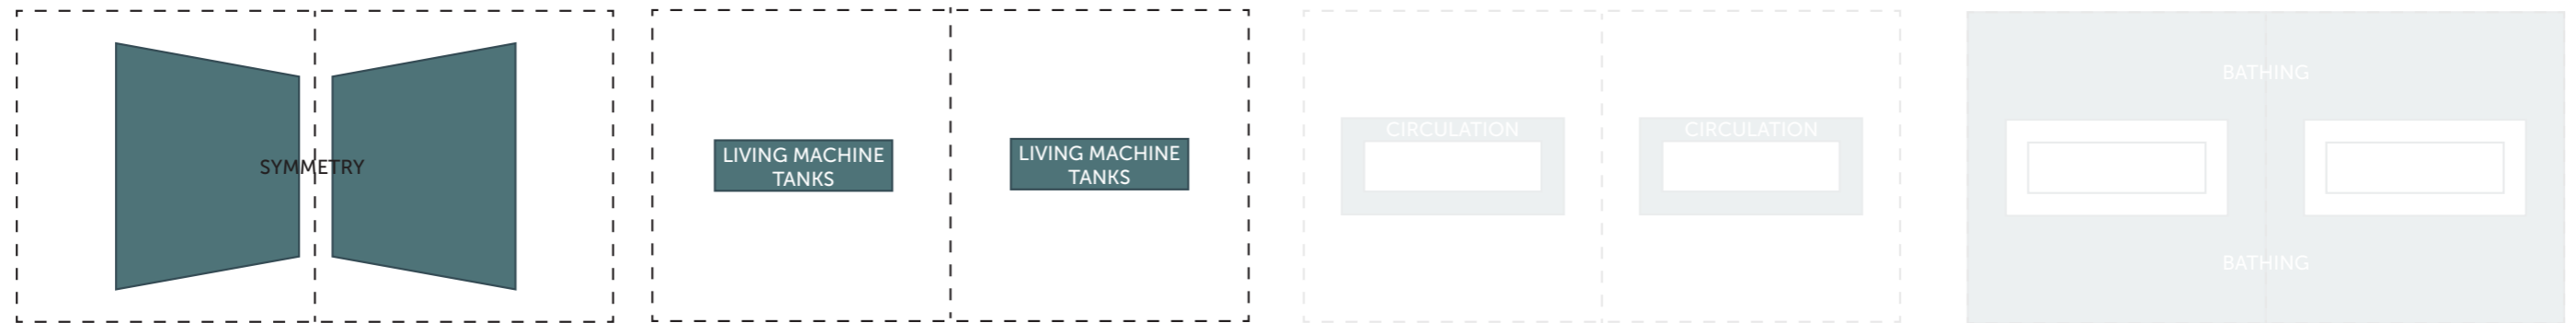 SYMMETRY
LIVING MACHINE
TANKS
LIVING MACHINE
TANKS
CIRCULATION
CIRCULATION
BATHING
BATHING